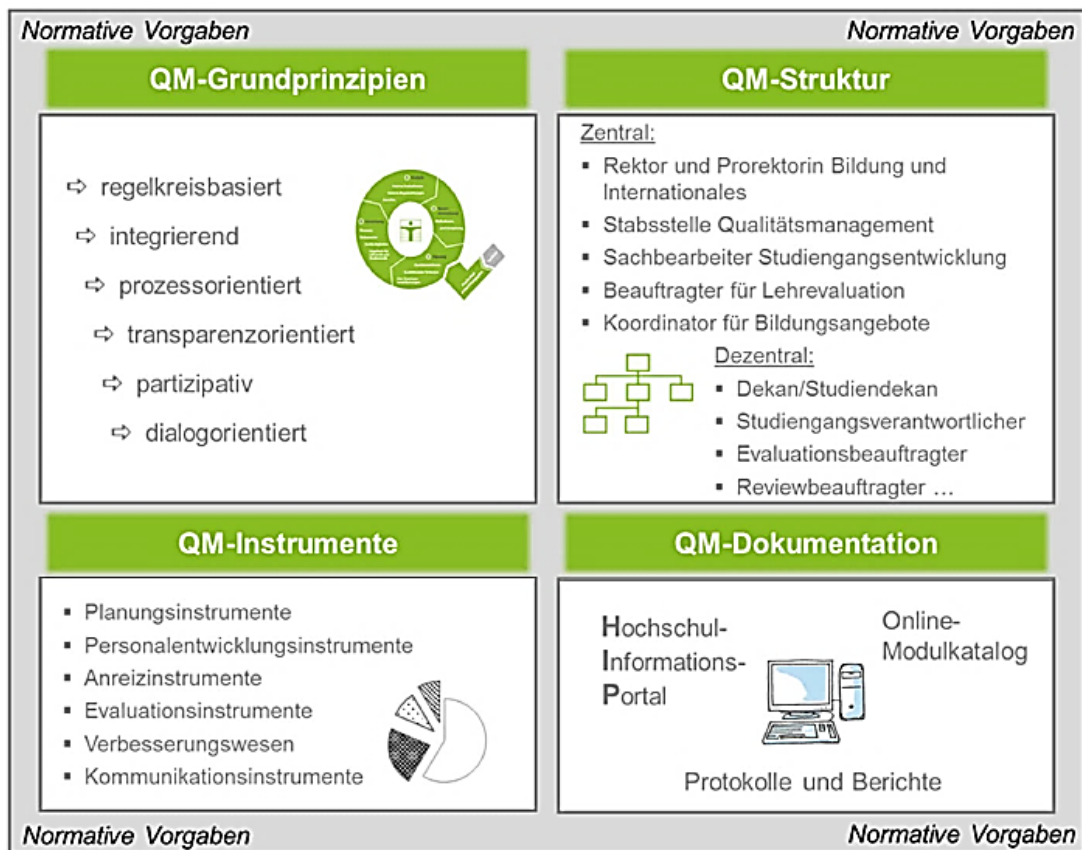 Normative Vorgaben
Normative Vorgaben
QM-Grundprinzipien
⇨ regelkreisbasiert
⇨ integrierend
⇨ prozessorientiert
⇨ transparenzorientiert
⇨ partizipativ
⇨ dialogorientiert
QM-Struktur
Zentral:
▪ Rektor und Prorektorin Bildung und
Internationales
▪ Stabsstelle Qualitätsmanagement
▪ Sachbearbeiter Studiengangsentwicklung
▪ Beauftragter für Lehrevaluation
▪ Koordinator für Bildungsangebote
Dezentral:
▪ Dekan/Studiendekan
▪ Studiengangsverantwortlicher
▪ Evaluationsbeauftragter
▪ Reviewbeauftragter ...
QM-Instrumente
▪ Planungsinstrumente
▪ Personalentwicklungsinstrumente
▪ Anreizinstrumente
▪ Evaluationsinstrumente
▪ Verbesserungswesen
▪ Kommunikationsinstrumente
QM-Dokumentation
Hochschul-
Informations-
Portal
Online-
Modulkatalog
Protokolle und Berichte
Normative Vorgaben
Normative Vorgaben